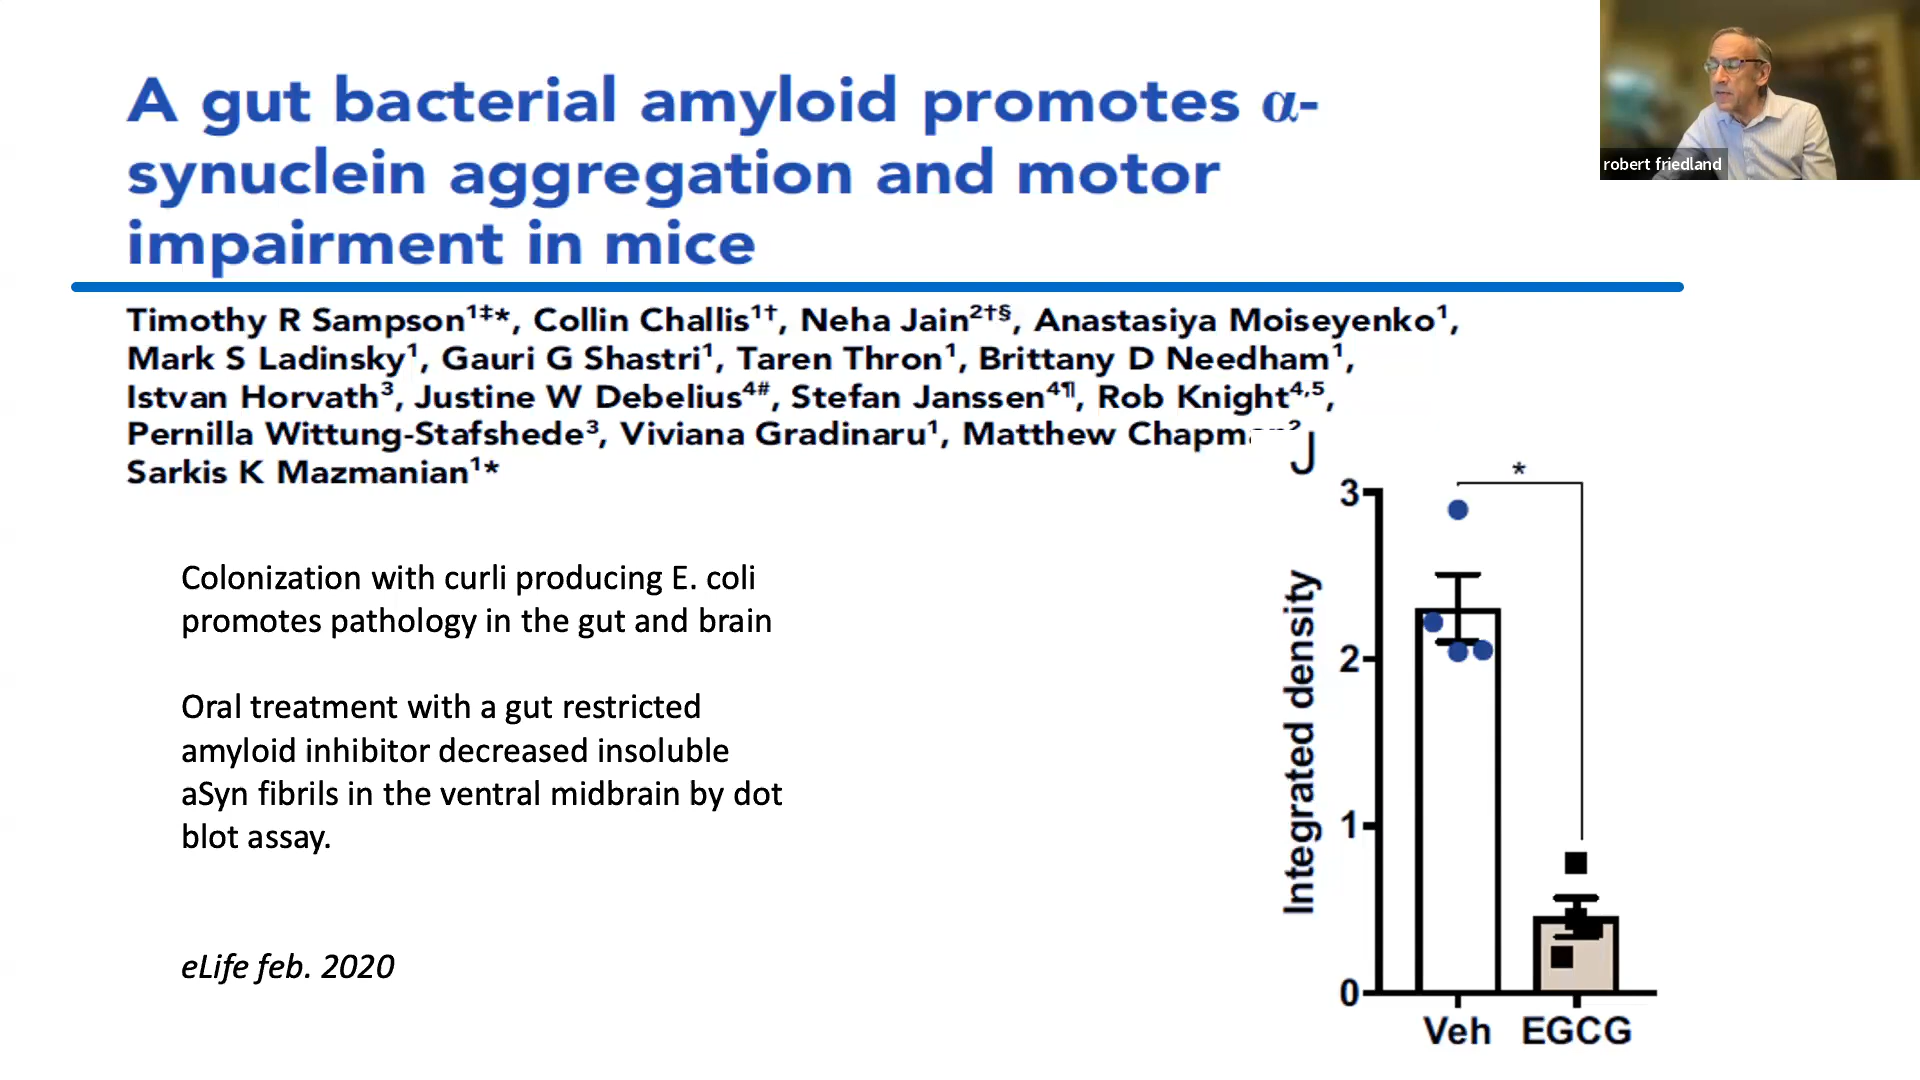 A gut bacterial amyloid promotes α-
synuclein aggregation and motor
impairment in mice
robert friedland
Timothy R Sampson¹‡*, Collin Challis¹†, Neha Jain²†§, Anastasiya Moiseyenko¹,
Mark S Ladinsky¹, Gauri G Shastri¹, Taren Thron¹, Brittany D Needham¹,
Istvan Horvath³, Justine W Debelius⁴#, Stefan Janssen⁴¶, Rob Knight⁴,⁵,
Pernilla Wittung-Stafshede³, Viviana Gradinaru¹, Matthew
Sarkis K Mazmanian¹*
Colonization with curli producing E. coli
promotes pathology in the gut and brain
Oral treatment with a gut restricted
amyloid inhibitor decreased insoluble
aSyn fibrils in the ventral midbrain by dot
blot assay.
eLife feb. 2020
J
*
Integrated density
3
2
1
0
Veh EGCG